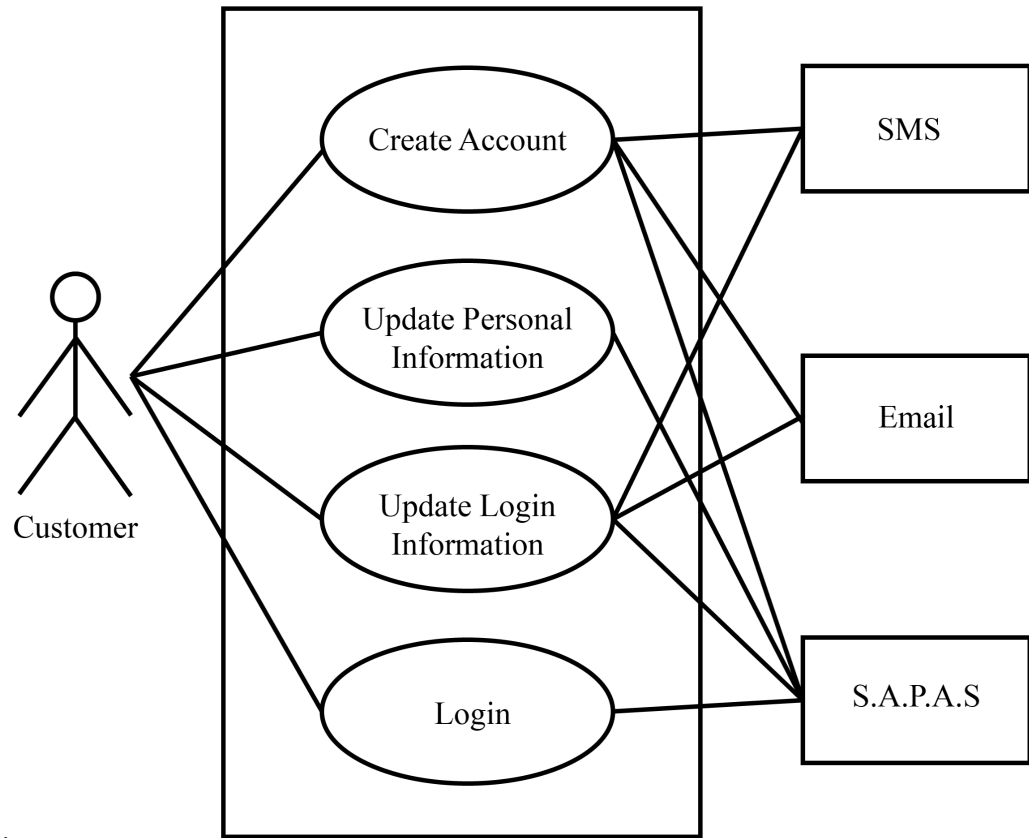 Create Account
SMS
Update Personal
Information
Email
Customer
Update Login
Information
Login
S.A.P.A.S